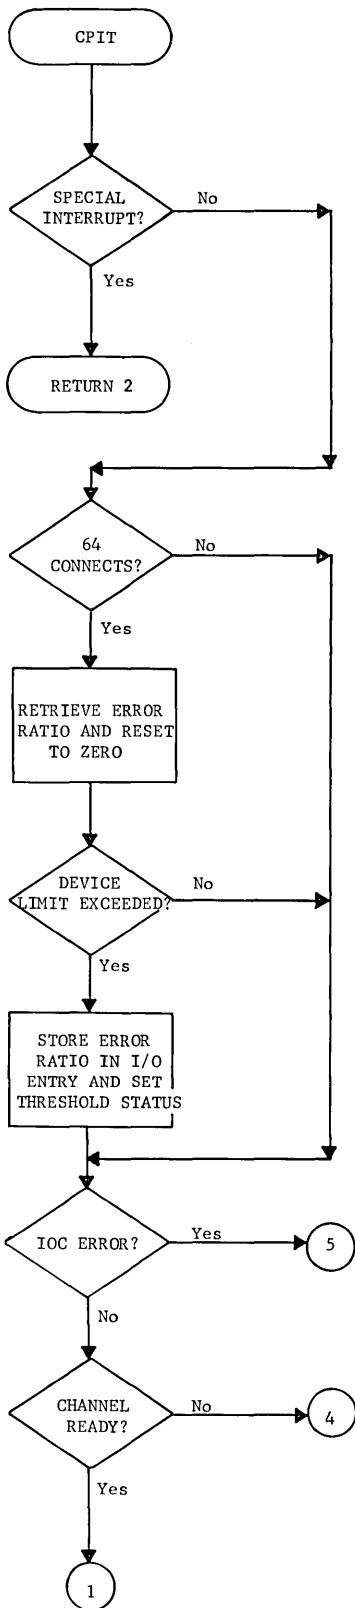 CPIT
SPECIAL
INTERRUPT?
No
Yes
RETURN 2
64
CONNECTS?
No
Yes
RETRIEVE ERROR
RATIO AND RESET
TO ZERO
DEVICE
LIMIT EXCEEDED?
No
Yes
STORE ERROR
RATIO IN I/O
ENTRY AND SET
THRESHOLD STATUS
IOC ERROR?
Yes
5
No
CHANNEL
READY?
No
4
Yes
1